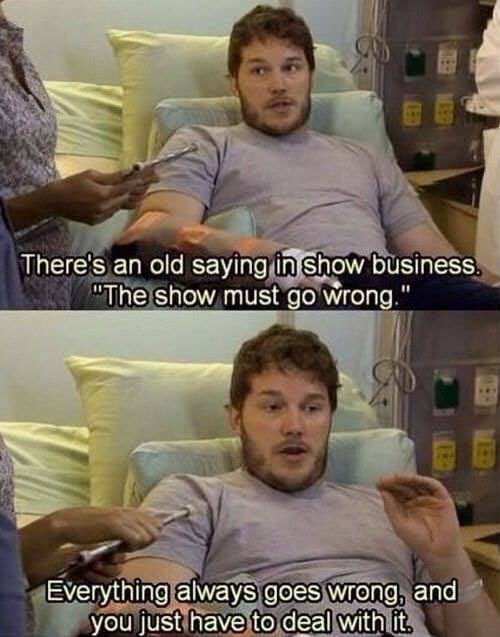 There's an old saying in show business.
"The show must go wrong."
Everything always goes wrong, and
you just have to deal with it.